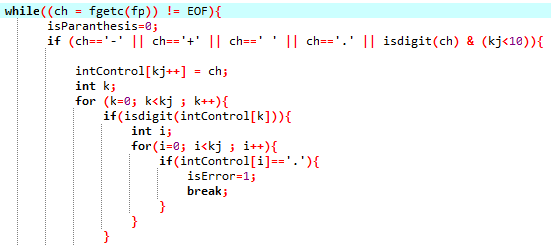 while((ch = fgetc(fp)) != EOF){
isParanthesis=0;
if (ch=='-' || ch=='+' || ch==' ' || ch=='.' || isdigit(ch) & (kj<10)){
intControl[kj++] = ch;
int k;
for (k=0; k<kj ; k++){
if(isdigit(intControl[k])){
int i;
for(i=0; i<kj ; i++){
if(intControl[i]=='.'){
isError=1;
break;
}
}
}